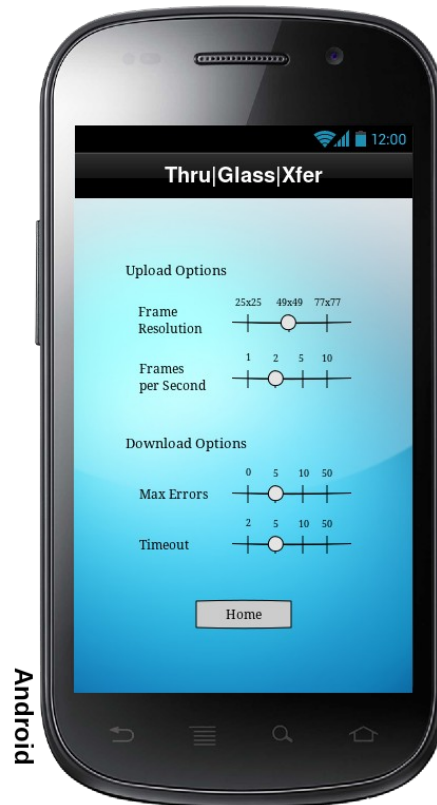 12:00
Thru|Glass|Xfer
Upload Options
25x25 49x49 77x77
Frame
Resolution
1 2 5 10
Frames
per Second
Download Options
0 5 10 50
Max Errors
2 5 10 50
Timeout
Home
Android